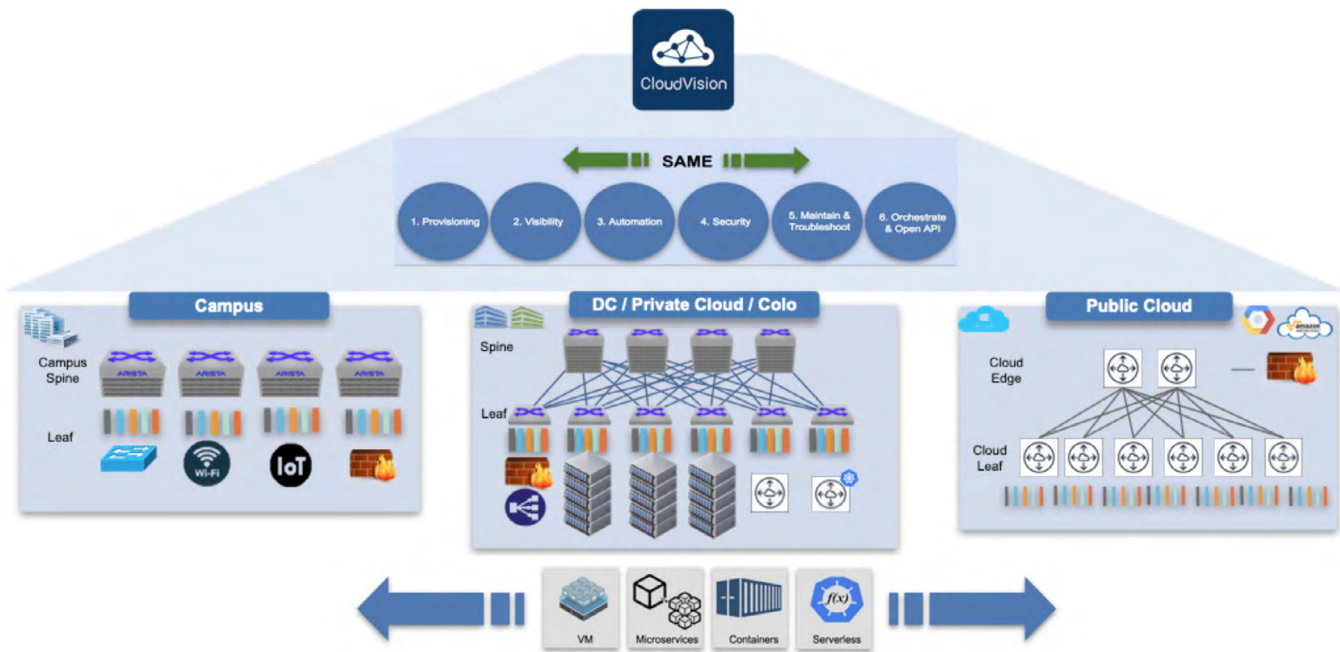 CloudVision
SAME
1. Provisioning
2. Visibility
3. Automation
4. Security
5. Maintain &
Troubleshoot
6. Orchestrate
& Open API
Campus
Campus
Spine
ARISTA
ARISTA
ARISTA
ARISTA
Leaf
Wi-Fi
IoT
DC / Private Cloud / Colo
Spine
Leaf
Public Cloud
amazon
Cloud
Edge
Cloud
Leaf
VM
Microservices
Containers
f(x)
Serverless